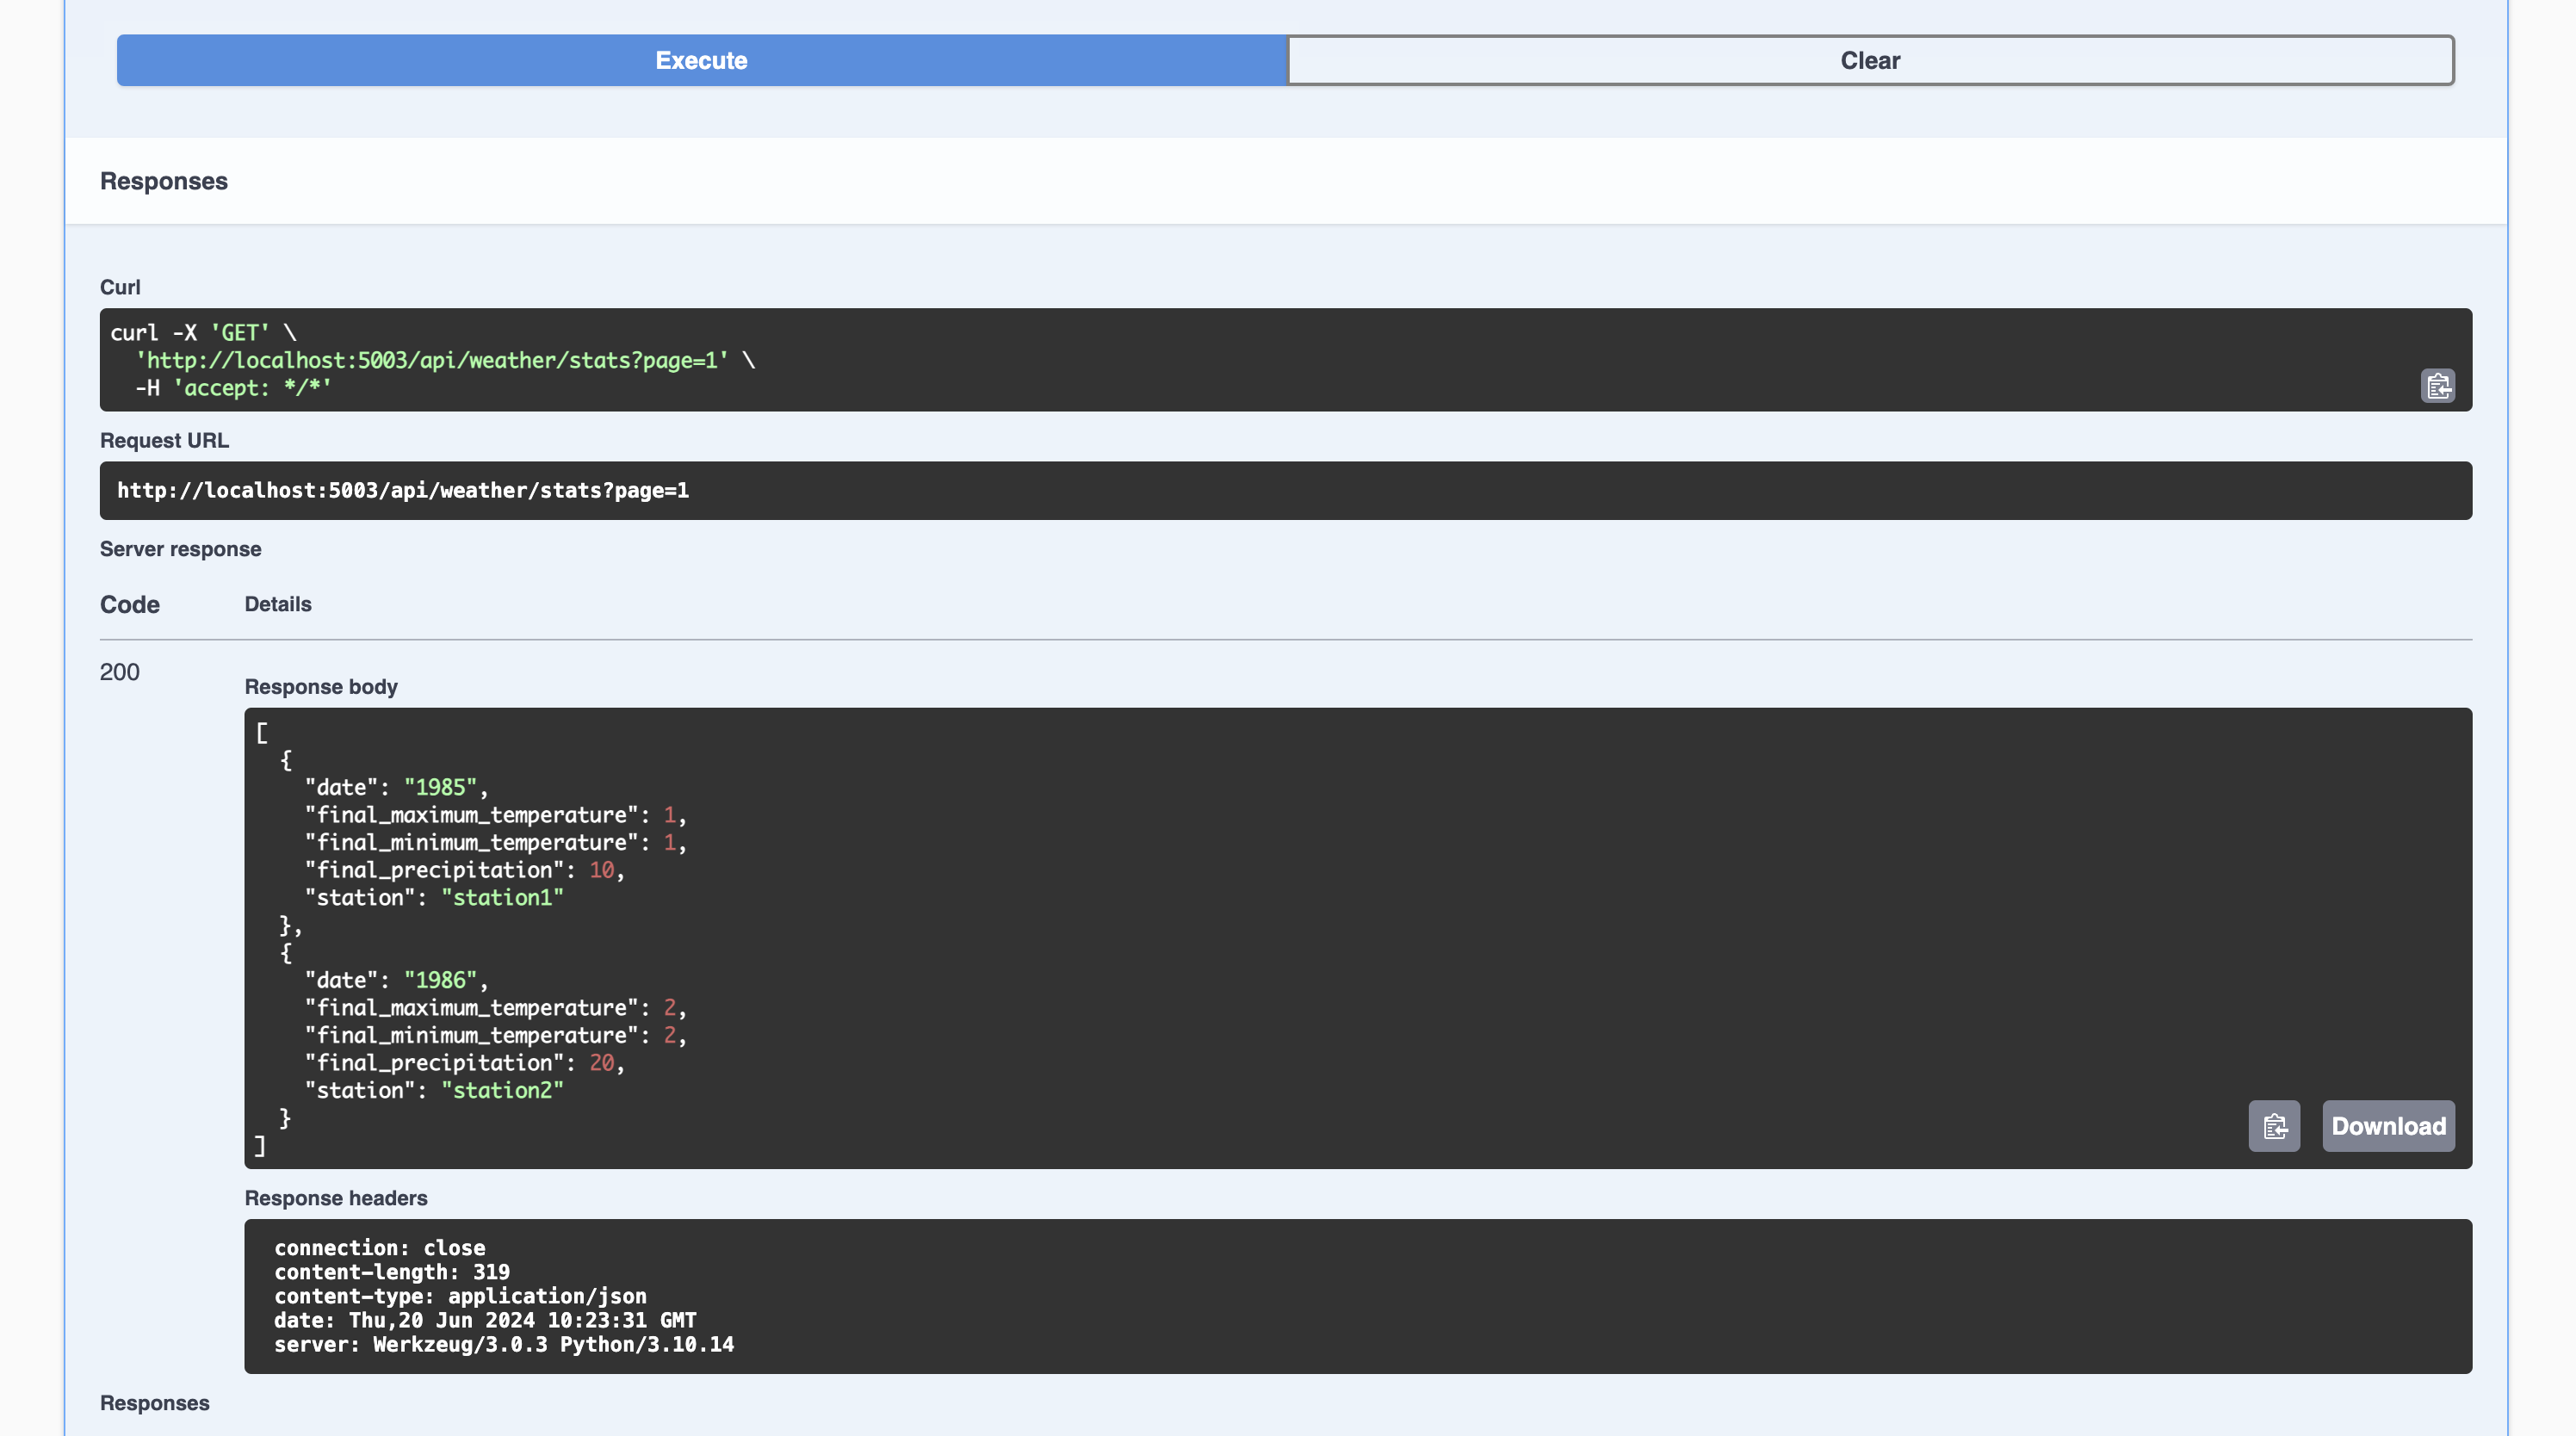 Execute
Clear
Responses
Curl
curl -X 'GET' \
  'http://localhost:5003/api/weather/stats?page=1' \
  -H 'accept: */*'
Request URL
http://localhost:5003/api/weather/stats?page=1
Server response
Code Details
200
Response body
[
  {
    "date": "1985",
    "final_maximum_temperature": 1,
    "final_minimum_temperature": 1,
    "final_precipitation": 10,
    "station": "station1"
  },
  {
    "date": "1986",
    "final_maximum_temperature": 2,
    "final_minimum_temperature": 2,
    "final_precipitation": 20,
    "station": "station2"
  }
]
Download
Response headers
connection: close
content-length: 319
content-type: application/json
date: Thu,20 Jun 2024 10:23:31 GMT
server: Werkzeug/3.0.3 Python/3.10.14
Responses